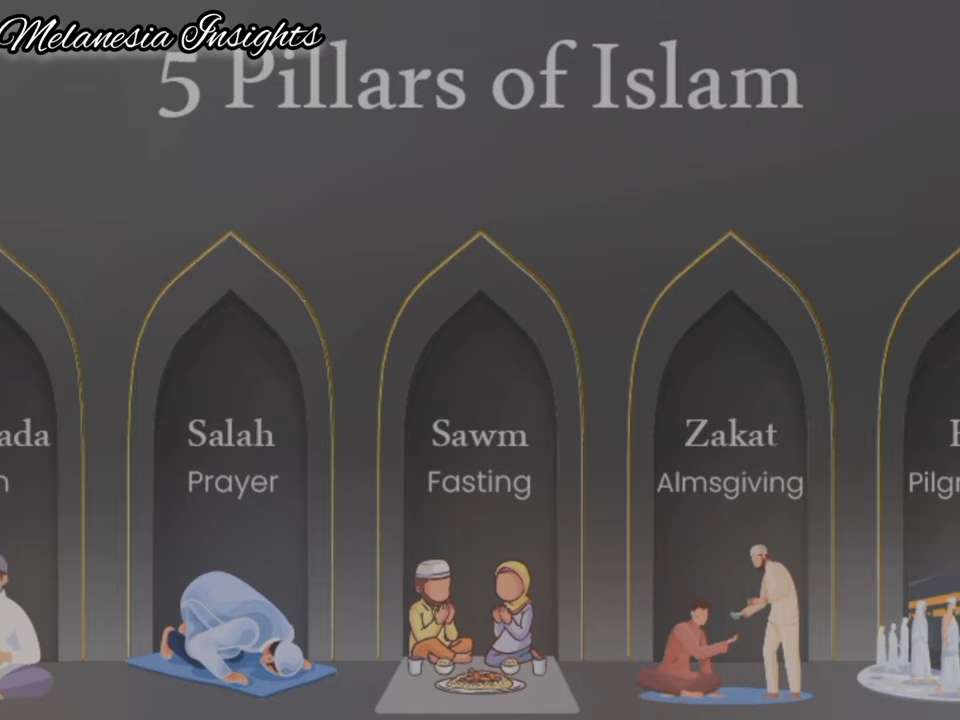 Melanesia Insights
5 Pillars of Islam
Salah
Prayer
Sawm
Fasting
Zakat
Almsgiving